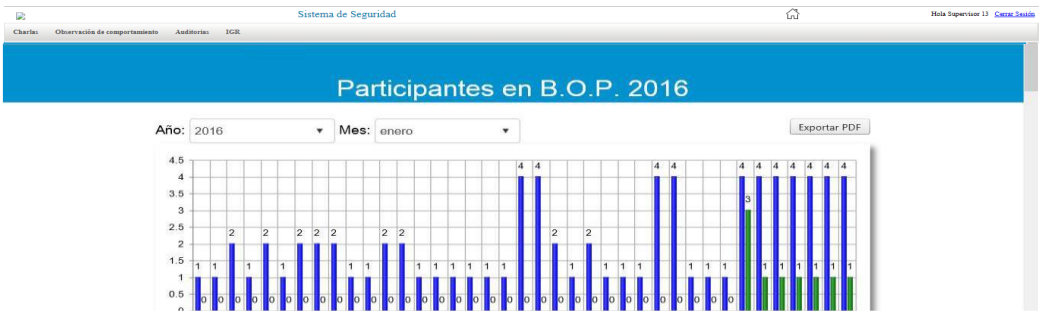 Sistema de Seguridad
Hola Supervisor 13 Cerrar Sesión
Charlas Observación de comportamiento Auditorias IGR
Participantes en B.O.P. 2016
Año: 2016 Mes: enero Exportar PDF
4.5
4 4 4 4 4 4 4 4 4 4 4
4
3.5
3
3
2.5
2 2 2 2 2 2 2 2 2
2
1.5
1 1 1 1 1 1 1 1 1 1 1 1 1 1 1 1 1 1 1 1 1 1 1 1 1
1
0.5
0 0 0 0 0 0 0 0 0 0 0 0 0 0 0 0 0 0 0 0 0 0 0 0 0 0 0 0 0 0 0 0
0